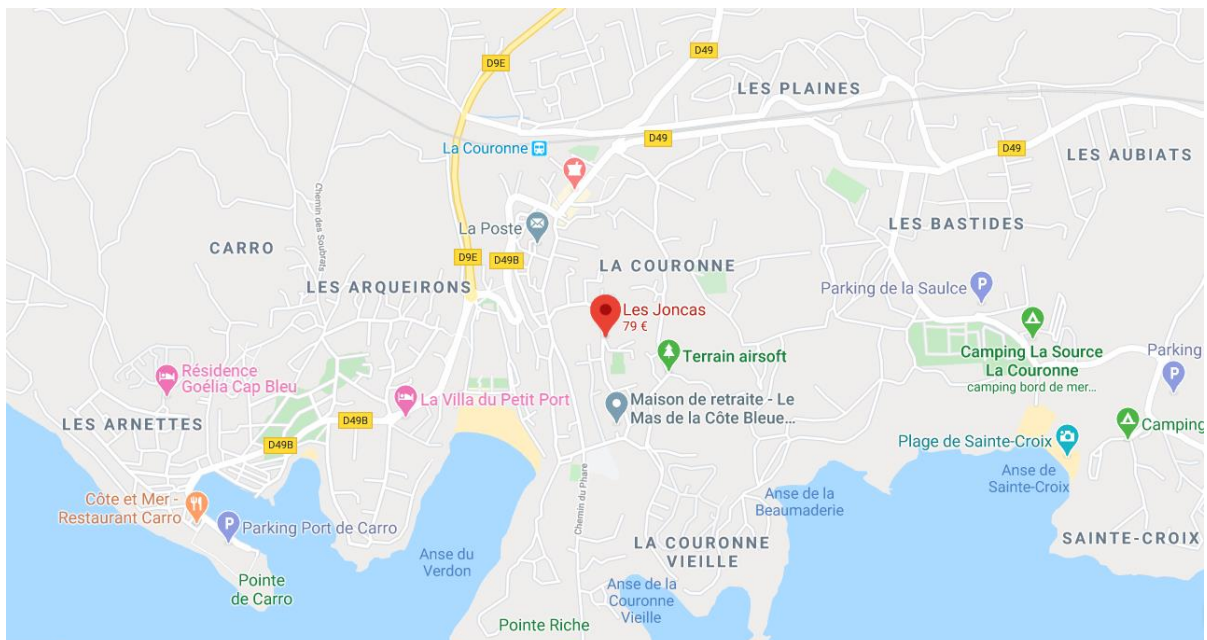 D49
D9E
LES PLAINES
D49
La Couronne
D49
LES AUBIATS
Chemin des Soubrats
La Poste
LES BASTIDES
CARRO
D9E
D49B
LA COURONNE
LES ARQUEIRONS
Parking de la Saulce
Les Joncas
79 €
Terrain airsoft
Camping La Source
La Couronne
camping bord de mer...
Parking
Résidence
Goélia Cap Bleu
La Villa du Petit Port
Maison de retraite - Le
Mas de la Côte Bleue...
LES ARNETTES
D49B
D49B
Camping
Plage de Sainte-Croix
Anse de
Sainte-Croix
Côte et Mer -
Restaurant Carro
Parking Port de Carro
Chemin du Phare
Anse de la
Beaumaderie
LA COURONNE
VIEILLE
SAINTE-CROIX
Anse du
Verdon
Pointe
de Carro
Anse de la
Couronne
Vieille
Pointe Riche